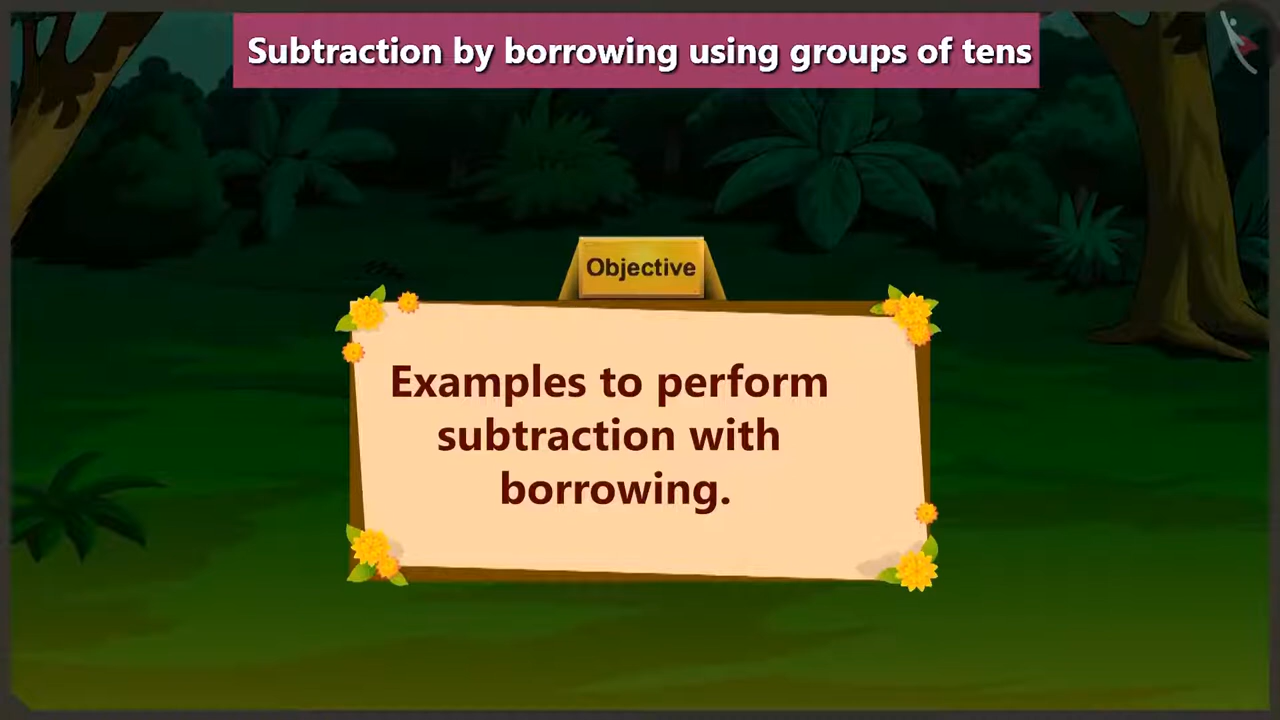 Subtraction by borrowing using groups of tens
Objective
Examples to perform
subtraction with
borrowing.